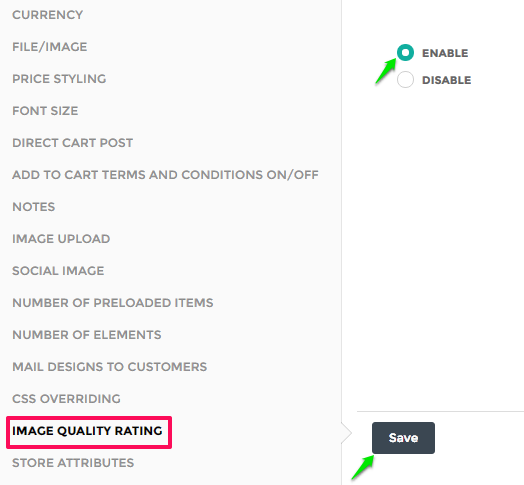 CURRENCY
FILE/IMAGE
PRICE STYLING
FONT SIZE
DIRECT CART POST
ADD TO CART TERMS AND CONDITIONS ON/OFF
NOTES
IMAGE UPLOAD
SOCIAL IMAGE
NUMBER OF PRELOADED ITEMS
NUMBER OF ELEMENTS
MAIL DESIGNS TO CUSTOMERS
CSS OVERRIDING
IMAGE QUALITY RATING
STORE ATTRIBUTES
ENABLE
DISABLE
Save